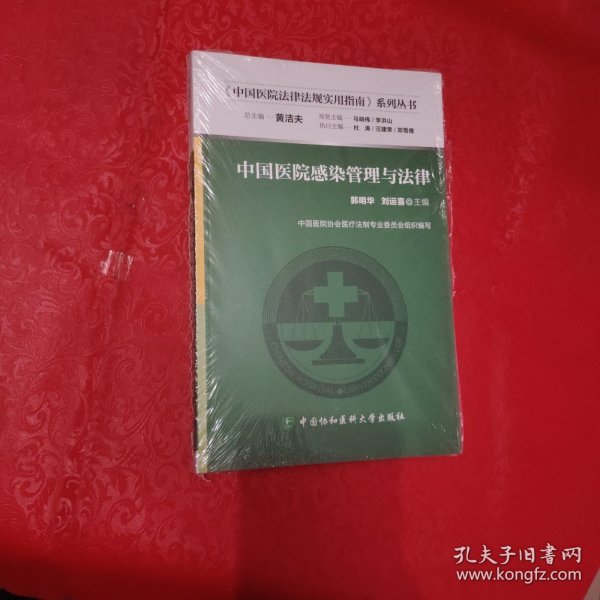 《中国医院法律法规实用指南》系列丛书
总主编…黄洁夫 常务主编…马晓伟/李洪山
执行主编…杜涛/汪建荣/郑雪倩
中国医院感染管理与法律
郭明华 刘运喜◎主编
中国医院协会医疗法制专业委员会组织编写
中国协和医科大学出版社
孔夫子旧书网
www.kongfz.com